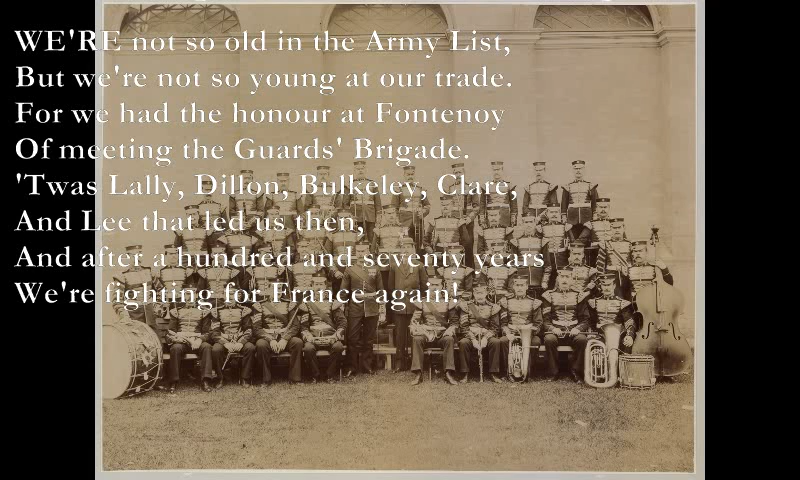 WE'RE not so old in the Army List,
But we're not so young at our trade.
For we had the honour at Fontenoy
Of meeting the Guards' Brigade.
'Twas Lally, Dillon, Bulkeley, Clare,
And Lee that led us then,
And after a hundred and seventy years
We're fighting for France again!